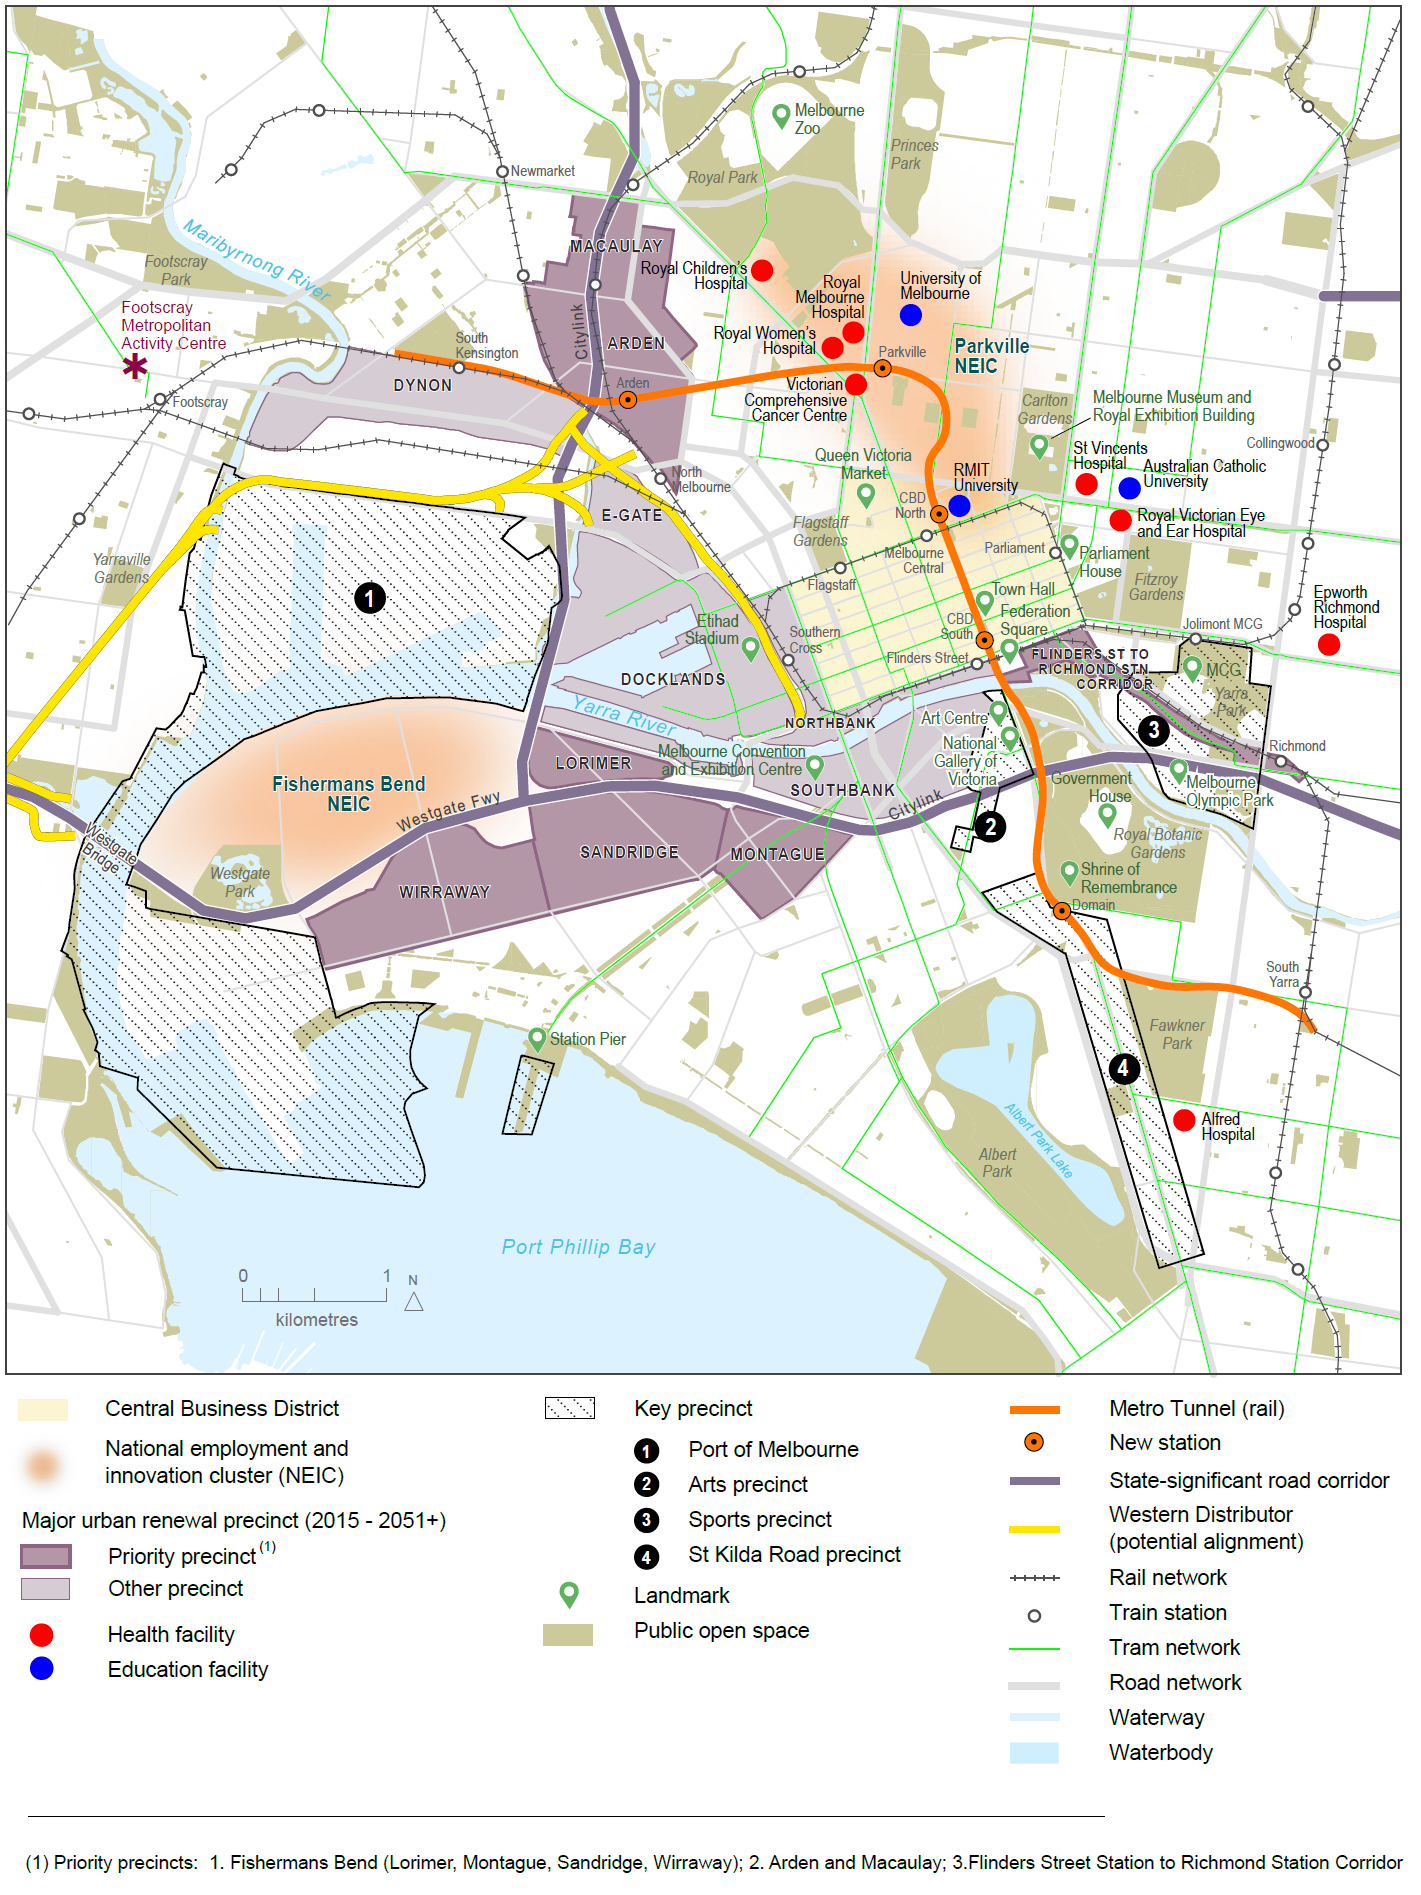 Melbourne
Zoo
Princes
Park
Royal Park
Newmarket
Maribyrnong River
MACAULAY
Footscray
Park
Royal Children's
Hospital
Royal
Melbourne
Hospital
University of
Melbourne
Footscray
Metropolitan
Activity Centre
Citylink
ARDEN
Royal Women's
Hospital
Parkville
Parkville
NEIC
South
Kensington
DYNON
Arden
Victorian
Comprehensive
Cancer Centre
Carlton
Gardens
Melbourne Museum and
Royal Exhibition Building
Footscray
Collingwood
Queen Victoria
Market
St Vincents
Hospital
Australian Catholic
University
North
Melbourne
RMIT
University
CBD
North
E-GATE
Flagstaff
Gardens
Royal Victorian Eye
and Ear Hospital
Yarraville
Gardens
Melbourne
Central
Parliament
Parliament
House
Flagstaff
Fitzroy
Gardens
1
Town Hall
Epworth
Richmond
Hospital
Federation
Square
Etihad
Stadium
Southern
Cross
CBD
South
Jolimont MCG
Flinders Street
FLINDERS ST TO
RICHMOND STN
CORRIDOR
MCG
DOCKLANDS
Yarra
Park
Yarra River
NORTHBANK
Art Centre
3
National
Gallery of
Victoria
Richmond
LORIMER
Melbourne Convention
and Exhibition Centre
Fishermans Bend
NEIC
SOUTHBANK
Government
House
Melbourne
Olympic Park
Westgate Fwy
Citylink
2
Royal Botanic
Gardens
Westgate
Bridge
SANDRIDGE
MONTAGUE
Westgate
Park
WIRRAWAY
Shrine of
Remembrance
Domain
South
Yarra
Station Pier
Fawkner
Park
4
Albert Park Lake
Alfred
Hospital
Albert
Park
Port Phillip Bay
0 1
kilometres
N
Central Business District
National employment and
innovation cluster (NEIC)
Major urban renewal precinct (2015 - 2051+)
Priority precinct (1)
Other precinct
Health facility
Education facility
Key precinct
1 Port of Melbourne
2 Arts precinct
3 Sports precinct
4 St Kilda Road precinct
Landmark
Public open space
Metro Tunnel (rail)
New station
State-significant road corridor
Western Distributor
(potential alignment)
Rail network
Train station
Tram network
Road network
Waterway
Waterbody
(1) Priority precincts: 1. Fishermans Bend (Lorimer, Montague, Sandridge, Wirraway); 2. Arden and Macaulay; 3.Flinders Street Station to Richmond Station Corridor